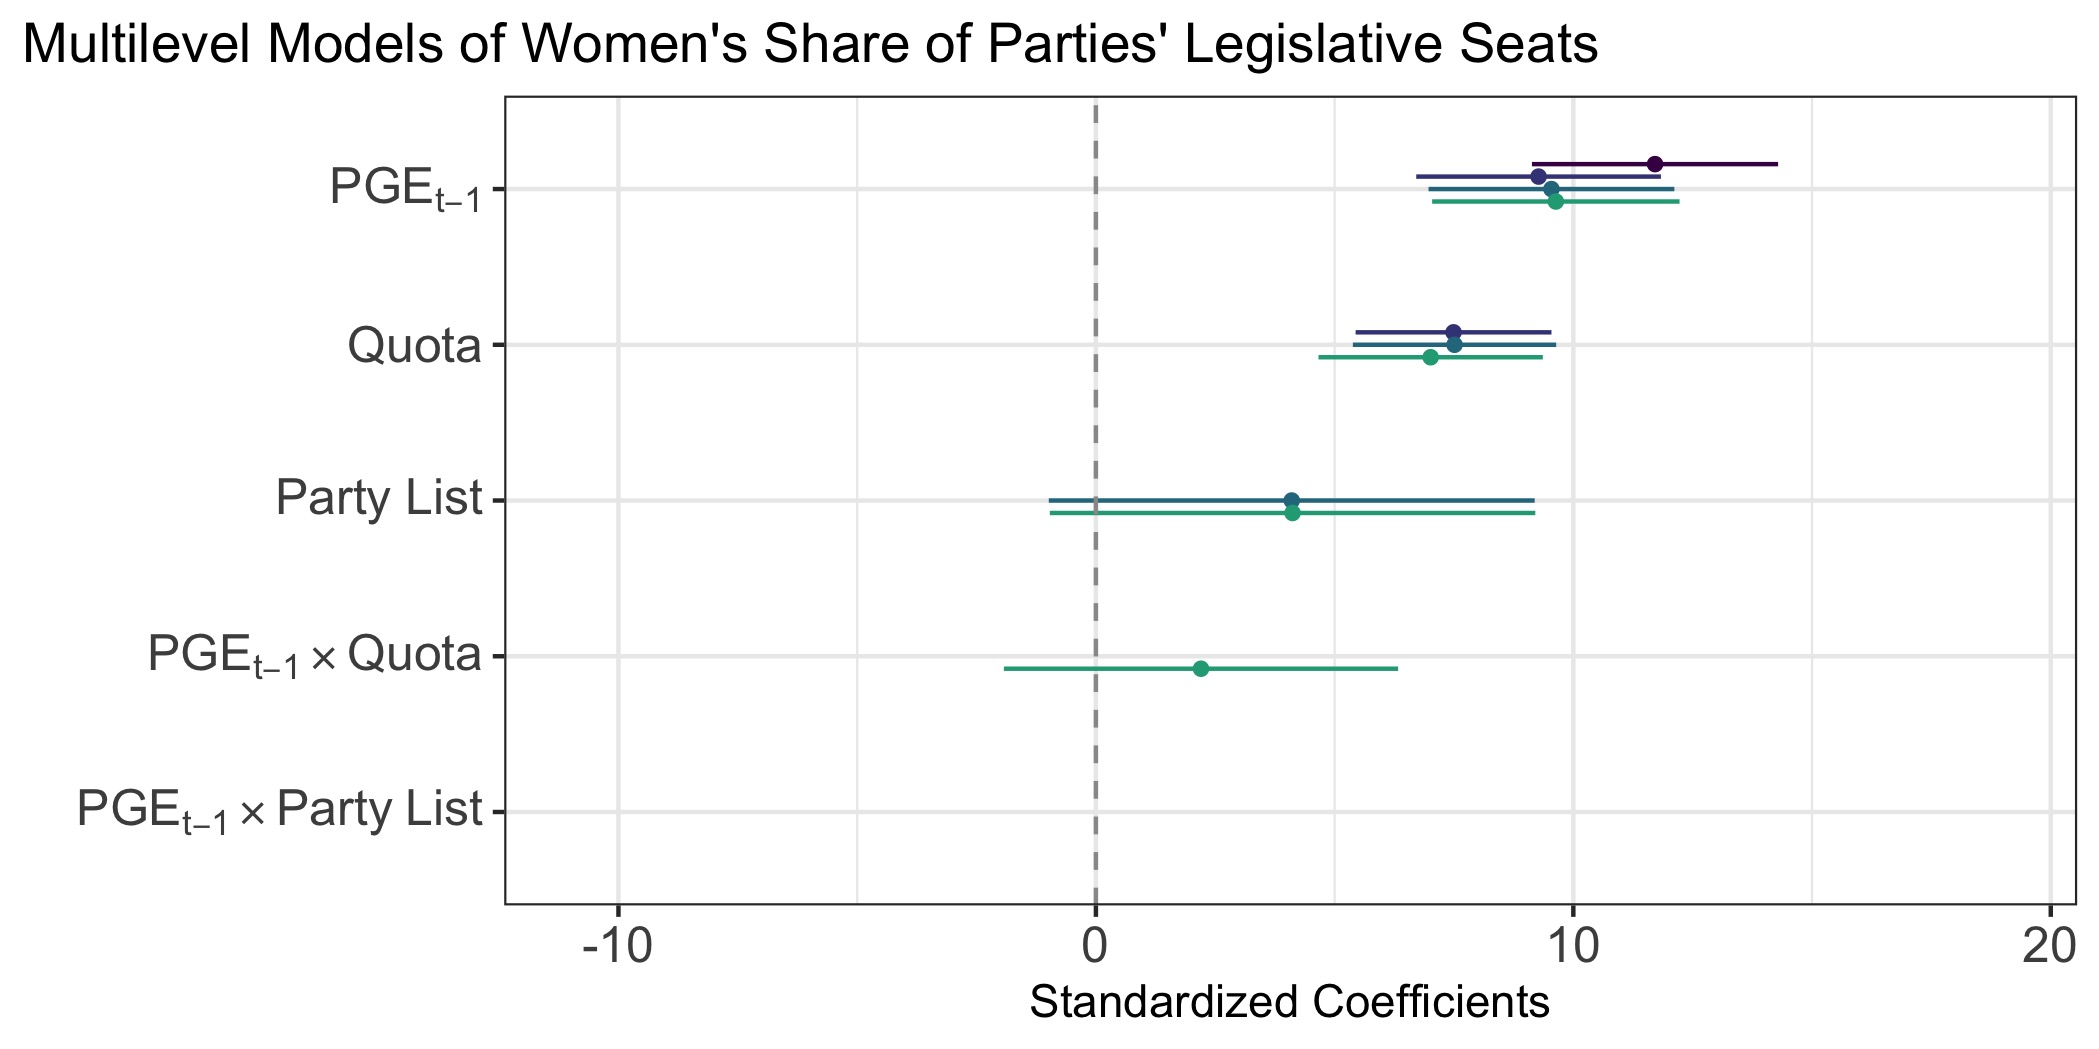 Multilevel Models of Women's Share of Parties' Legislative Seats
PGEt−1
Quota
Party List
PGEt−1 × Quota
PGEt−1 × Party List
-10 0 10 20
Standardized Coefficients